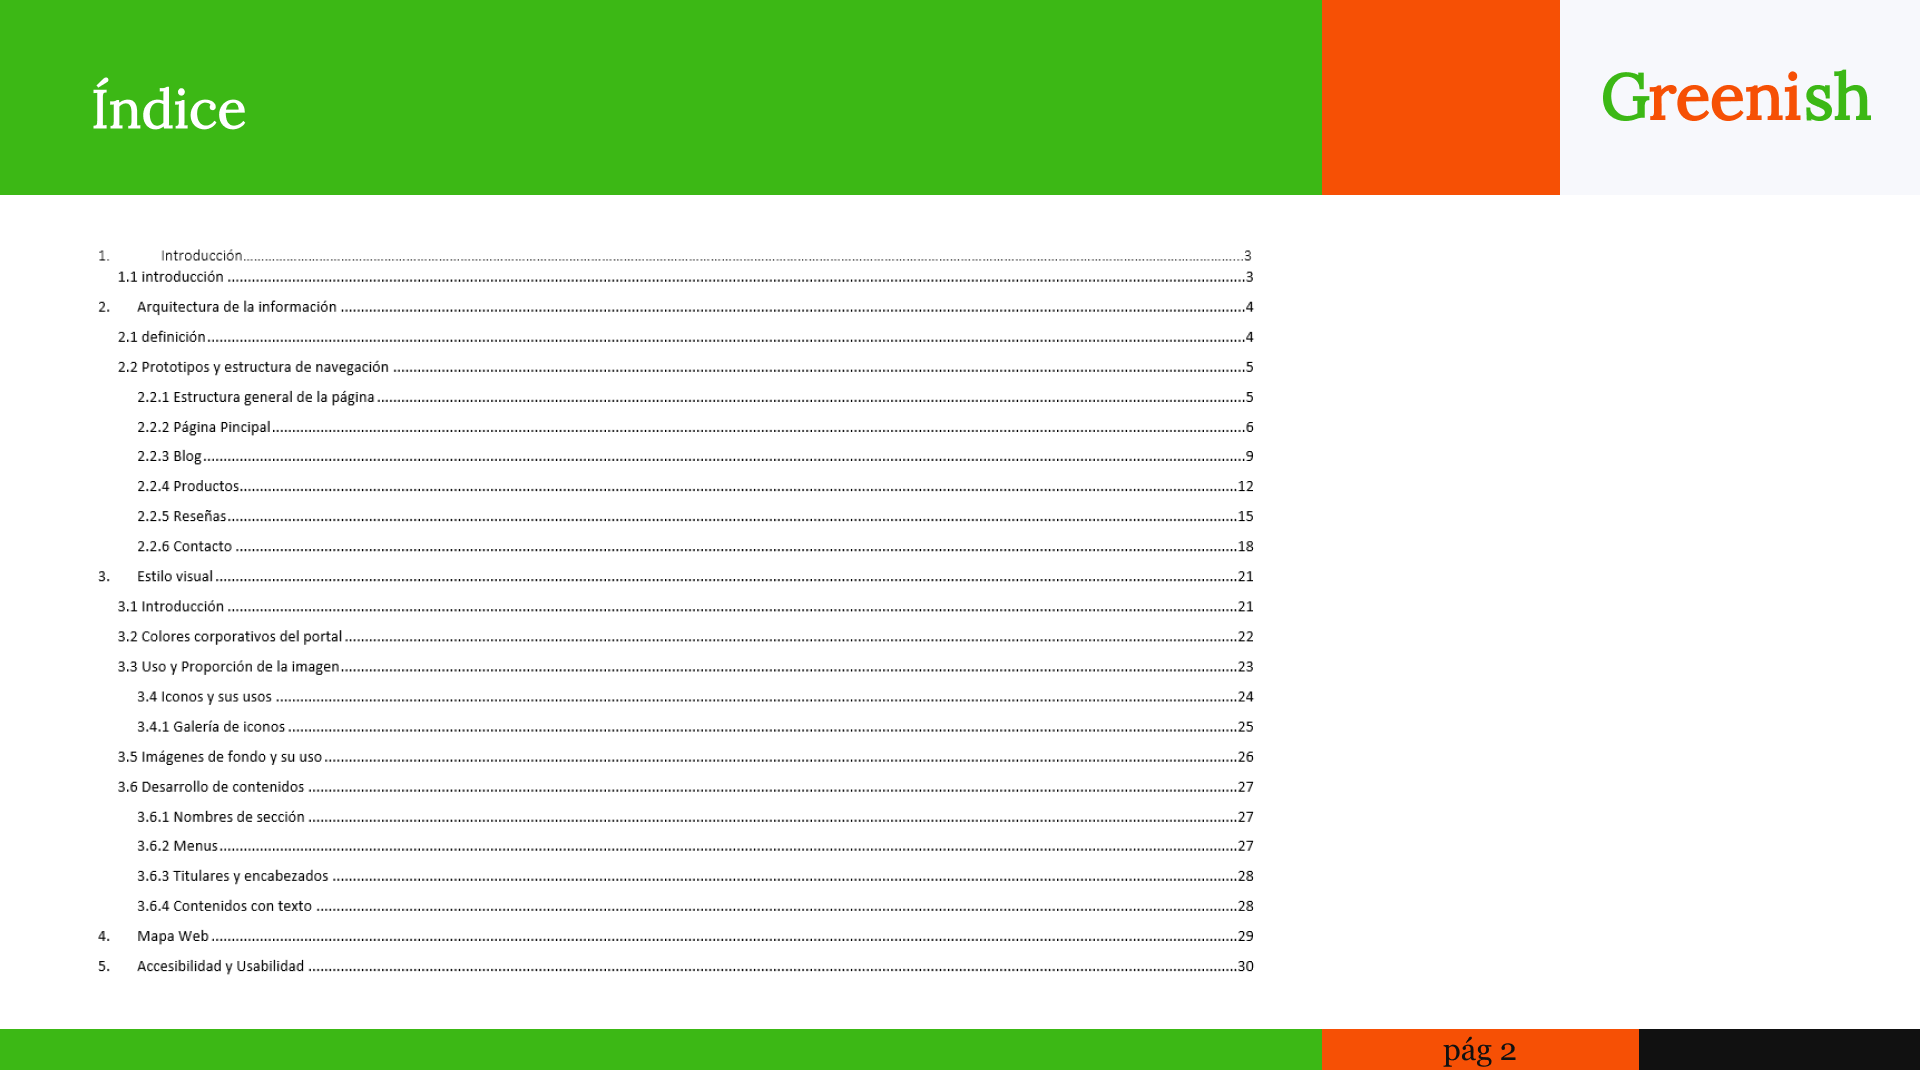 Índice
Greenish
1. Introducción........................3
1.1 introducción ........................3
2. Arquitectura de la información ........................4
2.1 definición........................4
2.2 Prototipos y estructura de navegación ........................5
2.2.1 Estructura general de la página ........................5
2.2.2 Página Pincipal........................6
2.2.3 Blog........................9
2.2.4 Productos........................12
2.2.5 Reseñas........................15
2.2.6 Contacto ........................18
3. Estilo visual ........................21
3.1 Introducción ........................21
3.2 Colores corporativos del portal ........................22
3.3 Uso y Proporción de la imagen........................23
3.4 Iconos y sus usos ........................24
3.4.1 Galería de iconos ........................25
3.5 Imágenes de fondo y su uso ........................26
3.6 Desarrollo de contenidos ........................27
3.6.1 Nombres de sección ........................27
3.6.2 Menus........................27
3.6.3 Titulares y encabezados ........................28
3.6.4 Contenidos con texto ........................28
4. Mapa Web ........................29
5. Accesibilidad y Usabilidad ........................30
pág 2